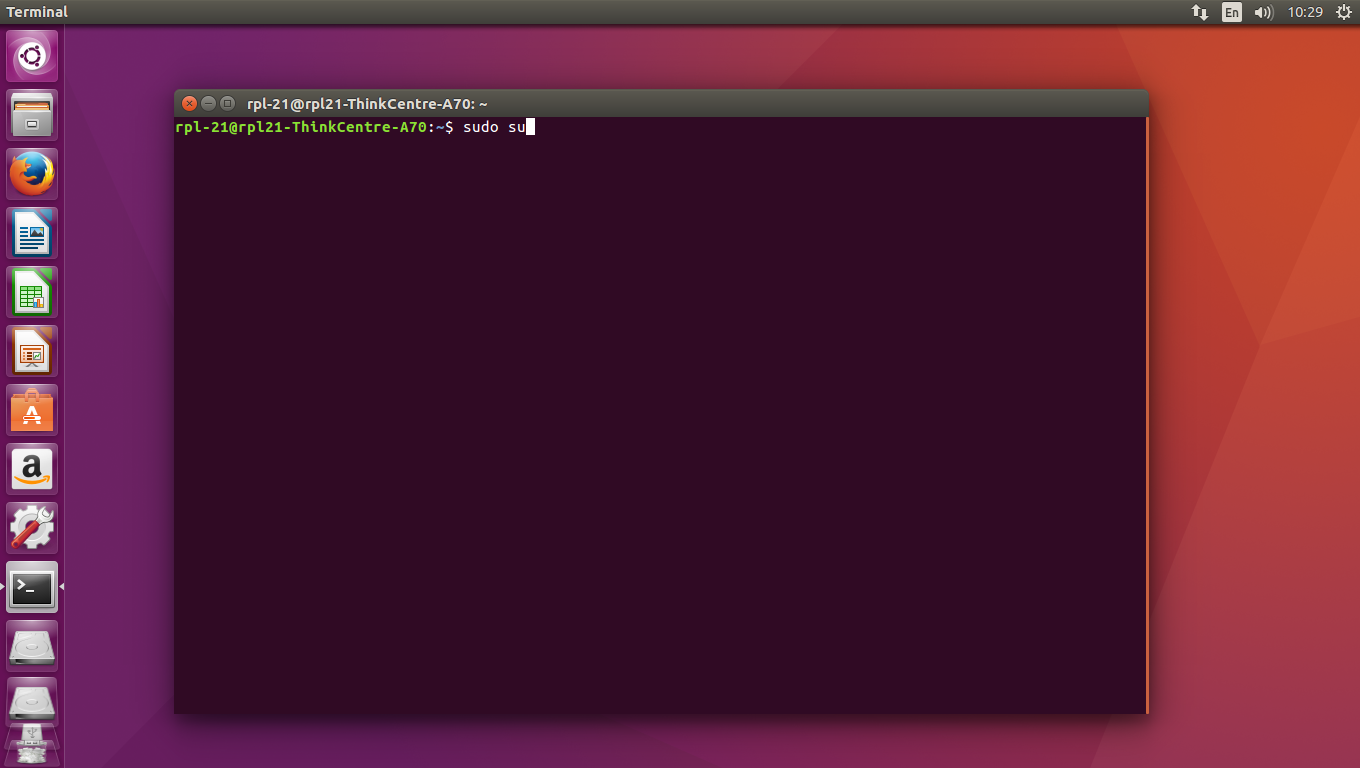 Terminal
En
10:29
rpl-21@rpl21-ThinkCentre-A70: ~
rpl-21@rpl21-ThinkCentre-A70:~$ sudo su
A
a
>_